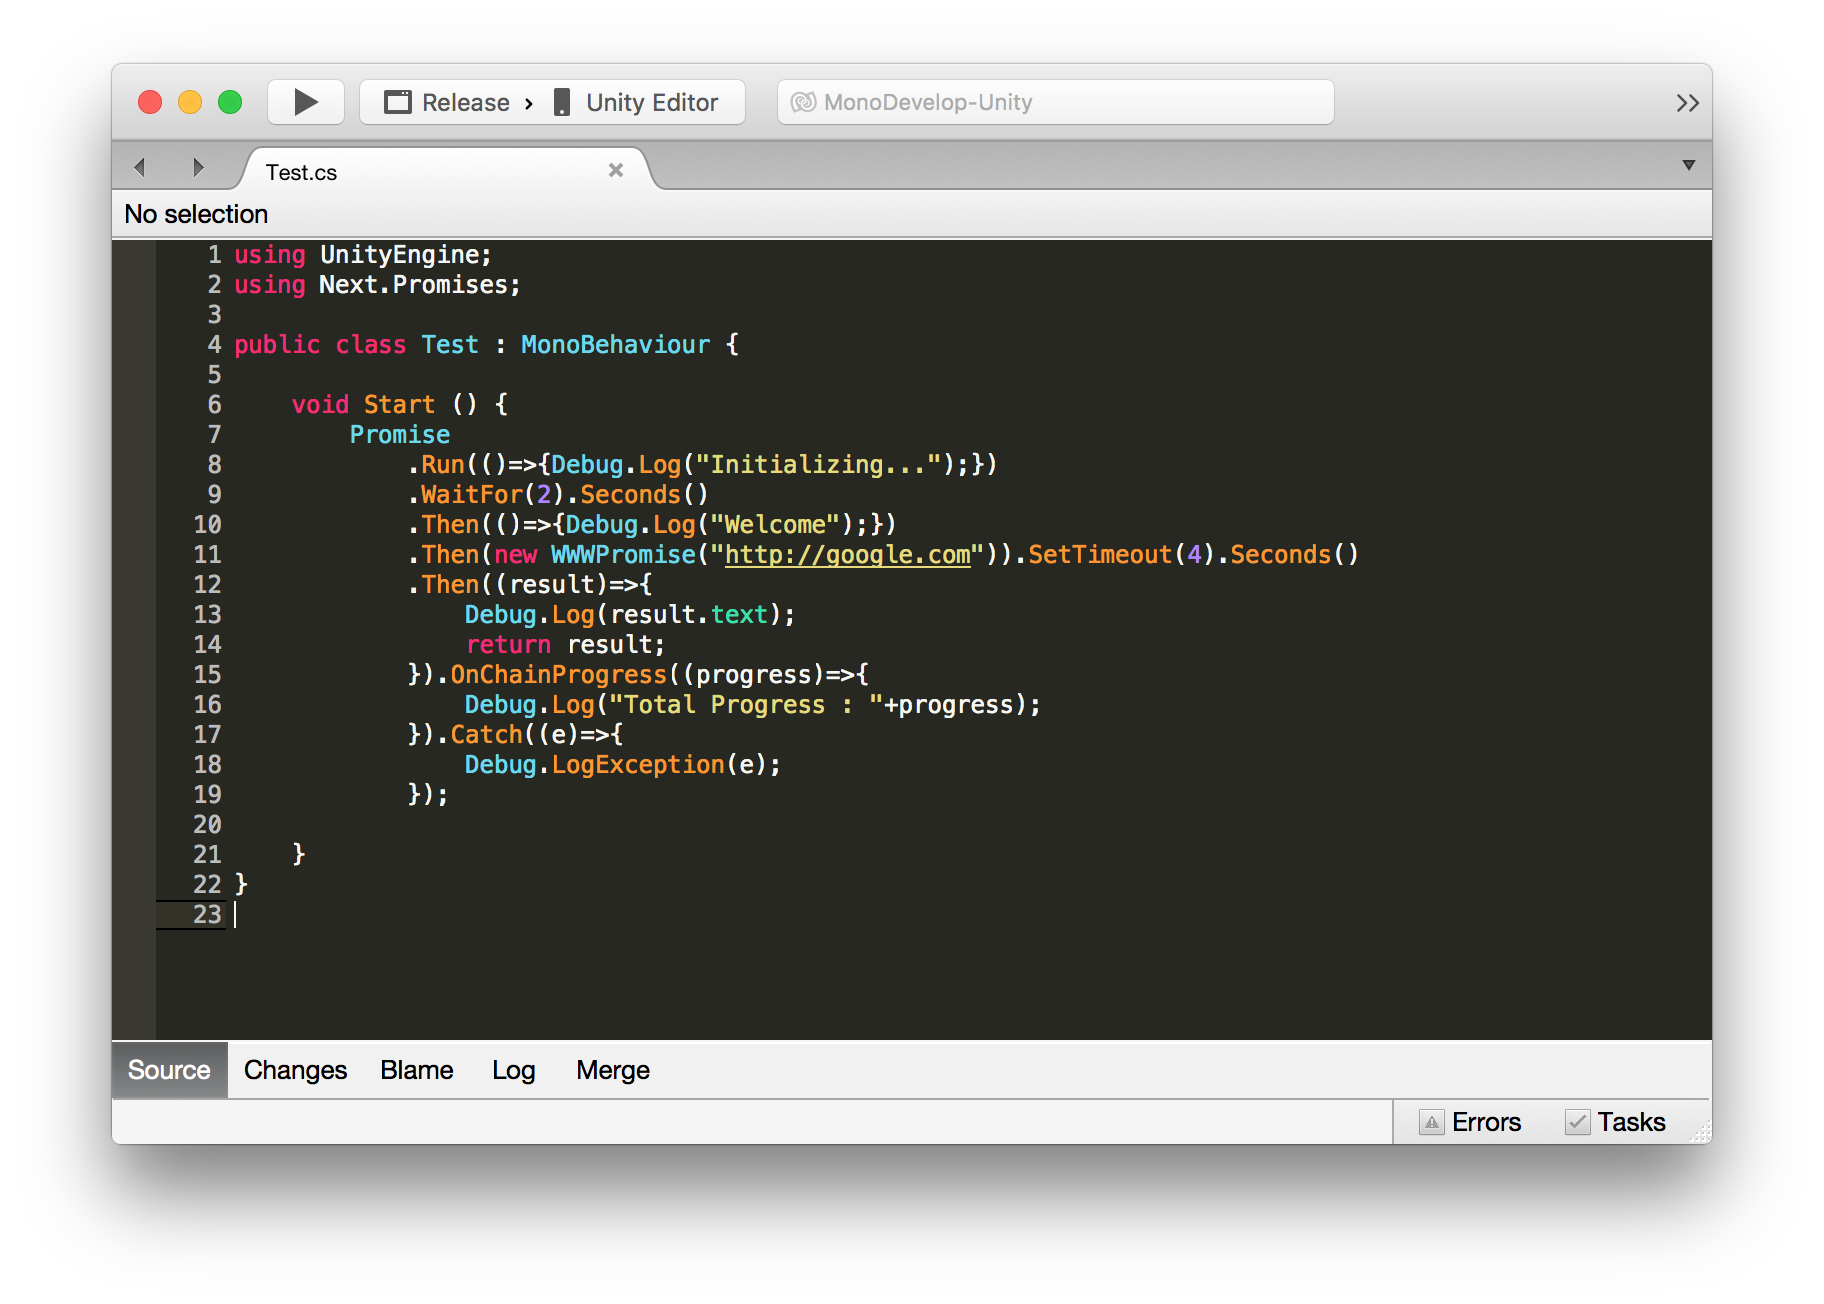 Release › Unity Editor MonoDevelop-Unity »
Test.cs
No selection
1 using UnityEngine;
2 using Next.Promises;
3
4 public class Test : MonoBehaviour {
5
6     void Start () {
7         Promise
8             .Run(()=>{Debug.Log("Initializing...");})
9             .WaitFor(2).Seconds()
10             .Then(()=>{Debug.Log("Welcome");})
11             .Then(new WWWPromise("http://google.com")).SetTimeout(4).Seconds()
12             .Then((result)=>{
13                 Debug.Log(result.text);
14                 return result;
15             }).OnChainProgress((progress)=>{
16                 Debug.Log("Total Progress : "+progress);
17             }).Catch((e)=>{
18                 Debug.LogException(e);
19             });
20
21     }
22 }
23
Source Changes Blame Log Merge
Errors Tasks